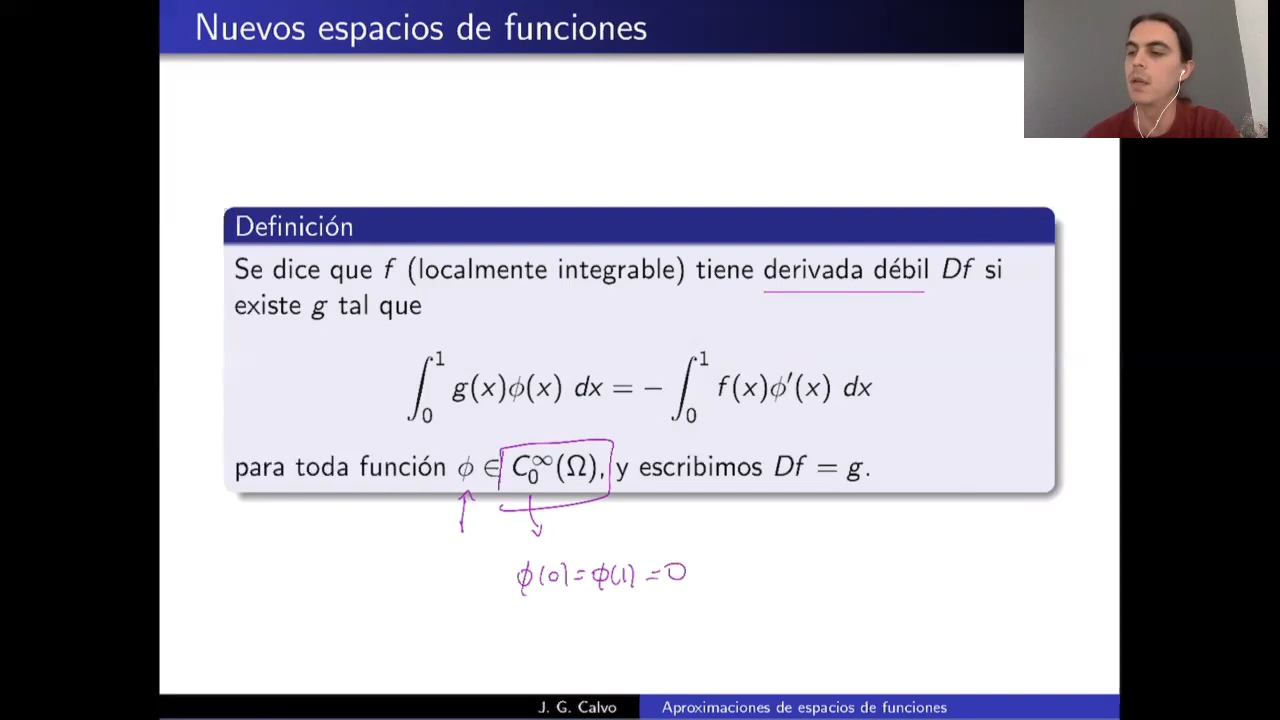 Nuevos espacios de funciones
Definición
Se dice que f (localmente integrable) tiene derivada débil Df si
existe g tal que
∫₀¹ g(x)ϕ(x) dx = − ∫₀¹ f(x)ϕ′(x) dx
para toda función ϕ ∈ C₀^∞(Ω), y escribimos Df = g.
ϕ(0)=ϕ(1)=0
J. G. Calvo
Aproximaciones de espacios de funciones